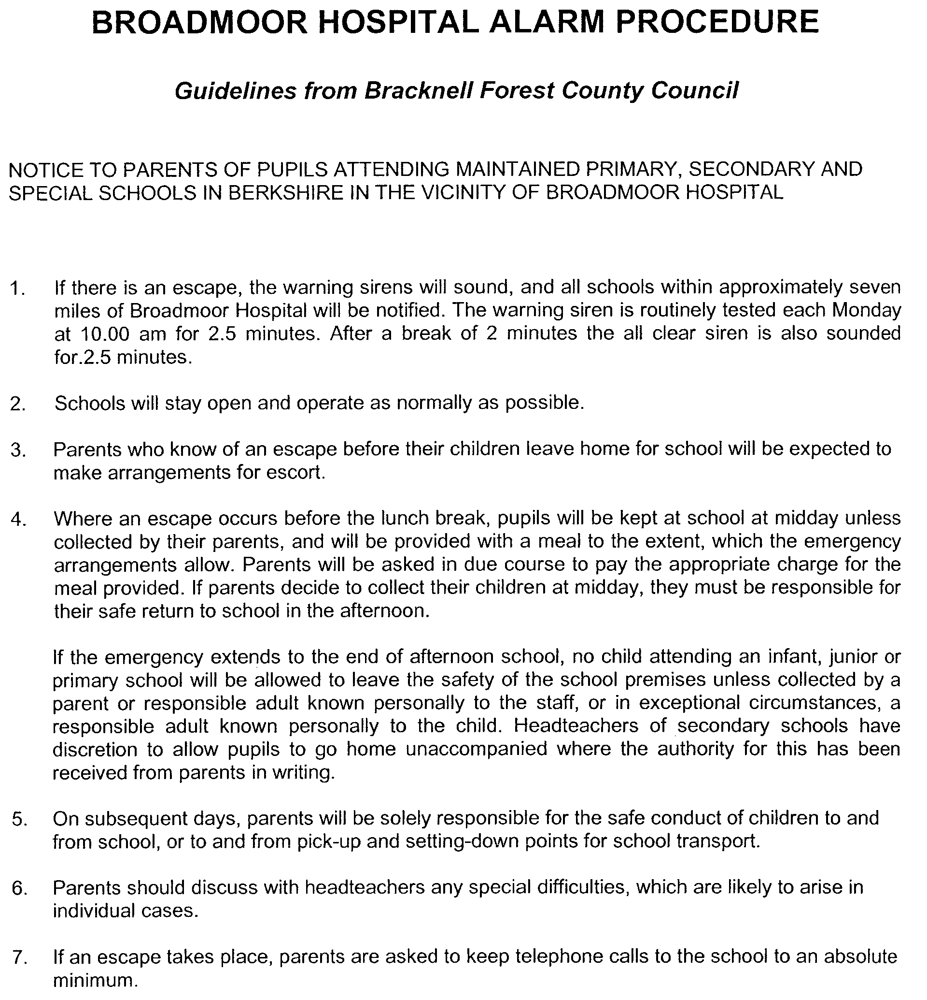 BROADMOOR HOSPITAL ALARM PROCEDURE
Guidelines from Bracknell Forest County Council
NOTICE TO PARENTS OF PUPILS ATTENDING MAINTAINED PRIMARY, SECONDARY AND
SPECIAL SCHOOLS IN BERKSHIRE IN THE VICINITY OF BROADMOOR HOSPITAL
1. If there is an escape, the warning sirens will sound, and all schools within approximately seven
miles of Broadmoor Hospital will be notified. The warning siren is routinely tested each Monday
at 10.00 am for 2.5 minutes. After a break of 2 minutes the all clear siren is also sounded
for.2.5 minutes.
2. Schools will stay open and operate as normally as possible.
3. Parents who know of an escape before their children leave home for school will be expected to
make arrangements for escort.
4. Where an escape occurs before the lunch break, pupils will be kept at school at midday unless
collected by their parents, and will be provided with a meal to the extent, which the emergency
arrangements allow. Parents will be asked in due course to pay the appropriate charge for the
meal provided. If parents decide to collect their children at midday, they must be responsible for
their safe return to school in the afternoon.
If the emergency extends to the end of afternoon school, no child attending an infant, junior or
primary school will be allowed to leave the safety of the school premises unless collected by a
parent or responsible adult known personally to the staff, or in exceptional circumstances, a
responsible adult known personally to the child. Headteachers of secondary schools have
discretion to allow pupils to go home unaccompanied where the authority for this has been
received from parents in writing.
5. On subsequent days, parents will be solely responsible for the safe conduct of children to and
from school, or to and from pick-up and setting-down points for school transport.
6. Parents should discuss with headteachers any special difficulties, which are likely to arise in
individual cases.
7. If an escape takes place, parents are asked to keep telephone calls to the school to an absolute
minimum.